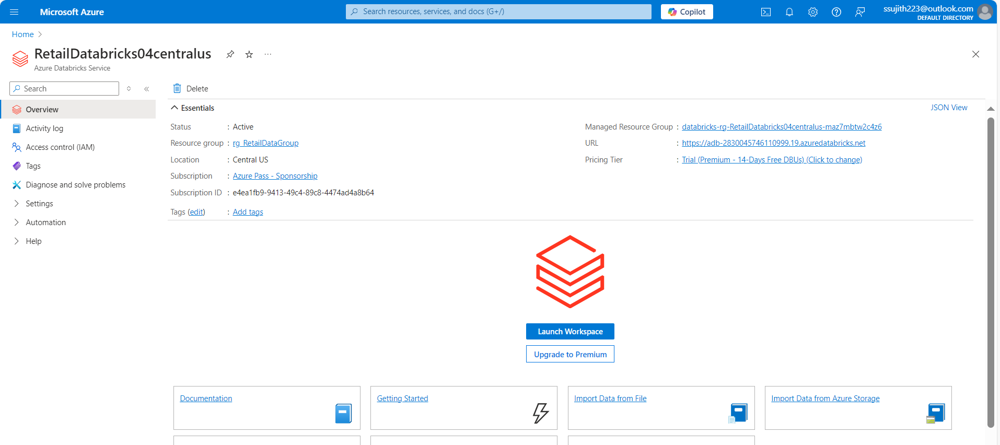 Microsoft Azure
Search resources, services, and docs (G+/)
Copilot
ssujith223@outlook.com
DEFAULT DIRECTORY
Home
RetailDatabricks04centralus
Azure Databricks Service
Search
Delete
Overview
Activity log
Access control (IAM)
Tags
Diagnose and solve problems
Settings
Automation
Help
Essentials
JSON View
Status : Active
Managed Resource Group : databricks-rg-RetailDatabricks04centralus-maz7mbtw2c4z6
Resource group : rg_RetailDataGroup
URL : https://adb-2830045746110999.19.azuredatabricks.net
Location : Central US
Pricing Tier : Trial (Premium - 14-Days Free DBUs) (Click to change)
Subscription : Azure Pass - Sponsorship
Subscription ID : e4ea1fb9-9413-49c4-89c8-4474ad4a8b64
Tags (edit) : Add tags
Launch Workspace
Upgrade to Premium
Documentation
Getting Started
Import Data from File
Import Data from Azure Storage